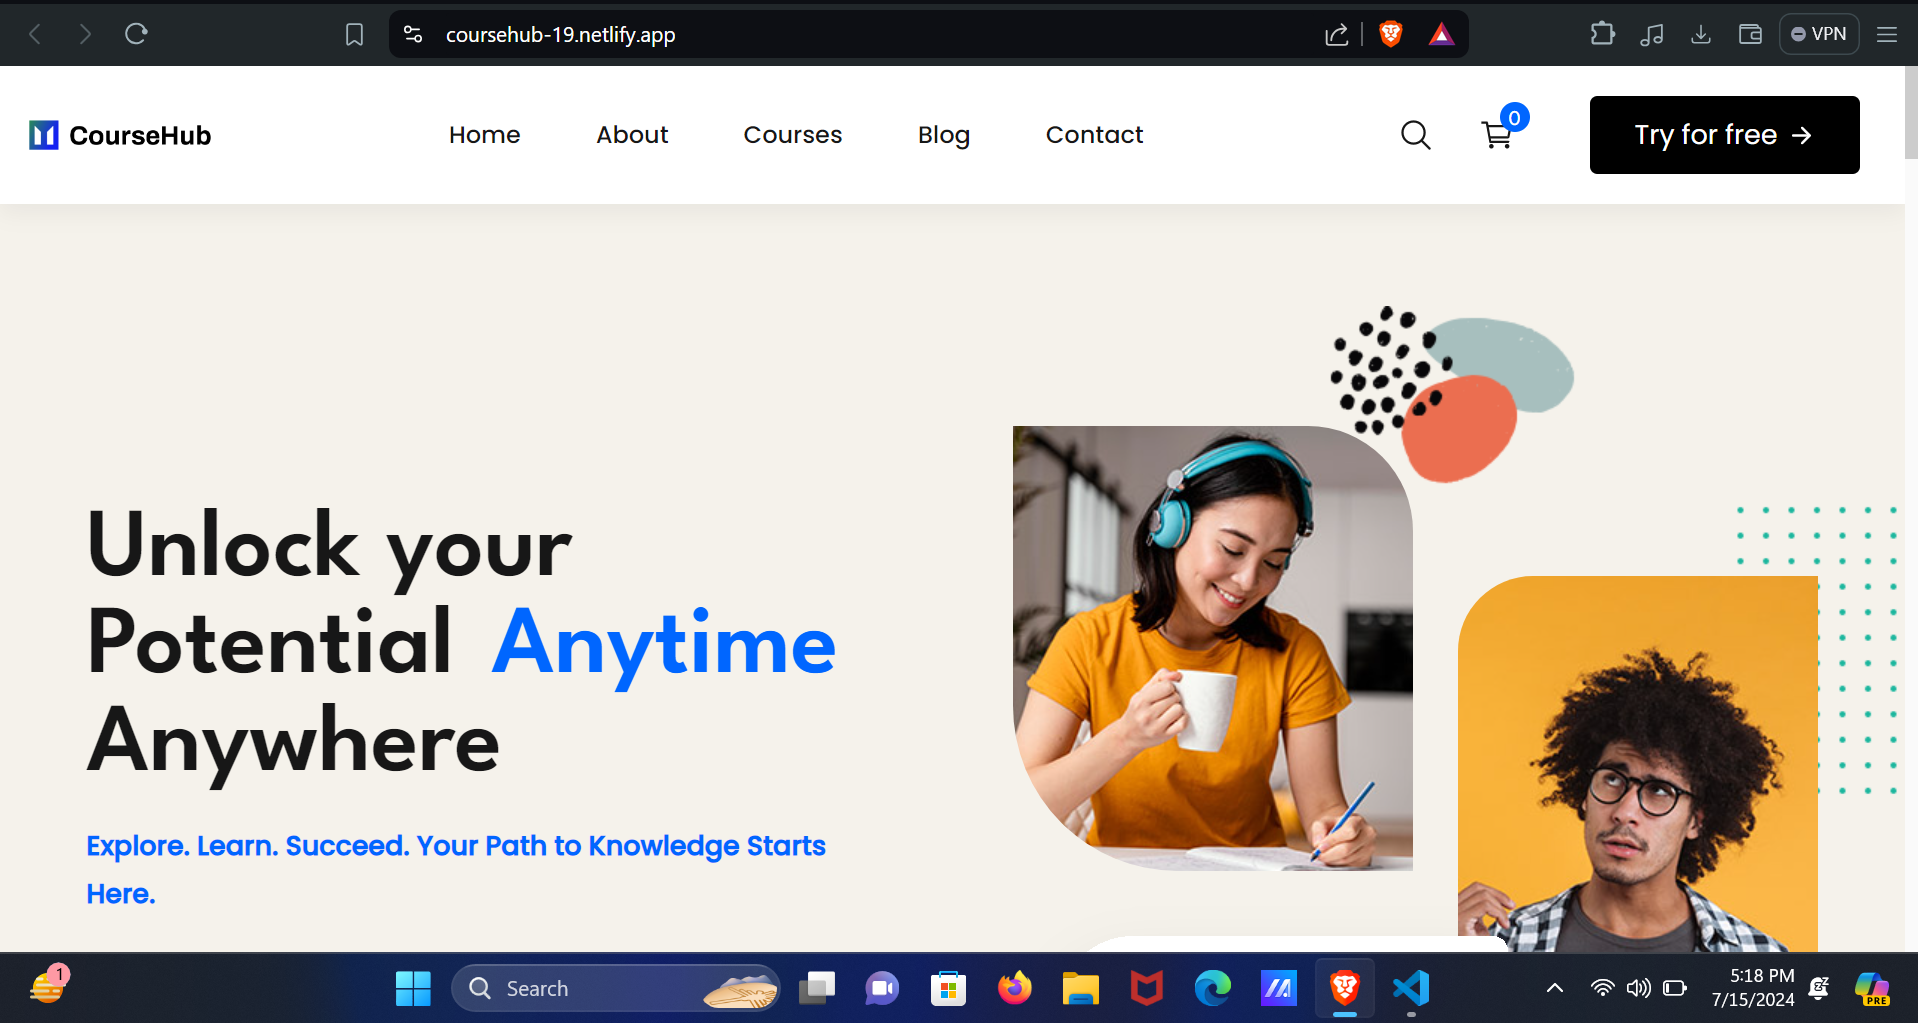 coursehub-19.netlify.app
VPN
CourseHub
Home
About
Courses
Blog
Contact
0
Try for free →
Unlock your
Potential Anytime
Anywhere
Explore. Learn. Succeed. Your Path to Knowledge Starts
Here.
1
Search
5:18 PM
7/15/2024
PRE